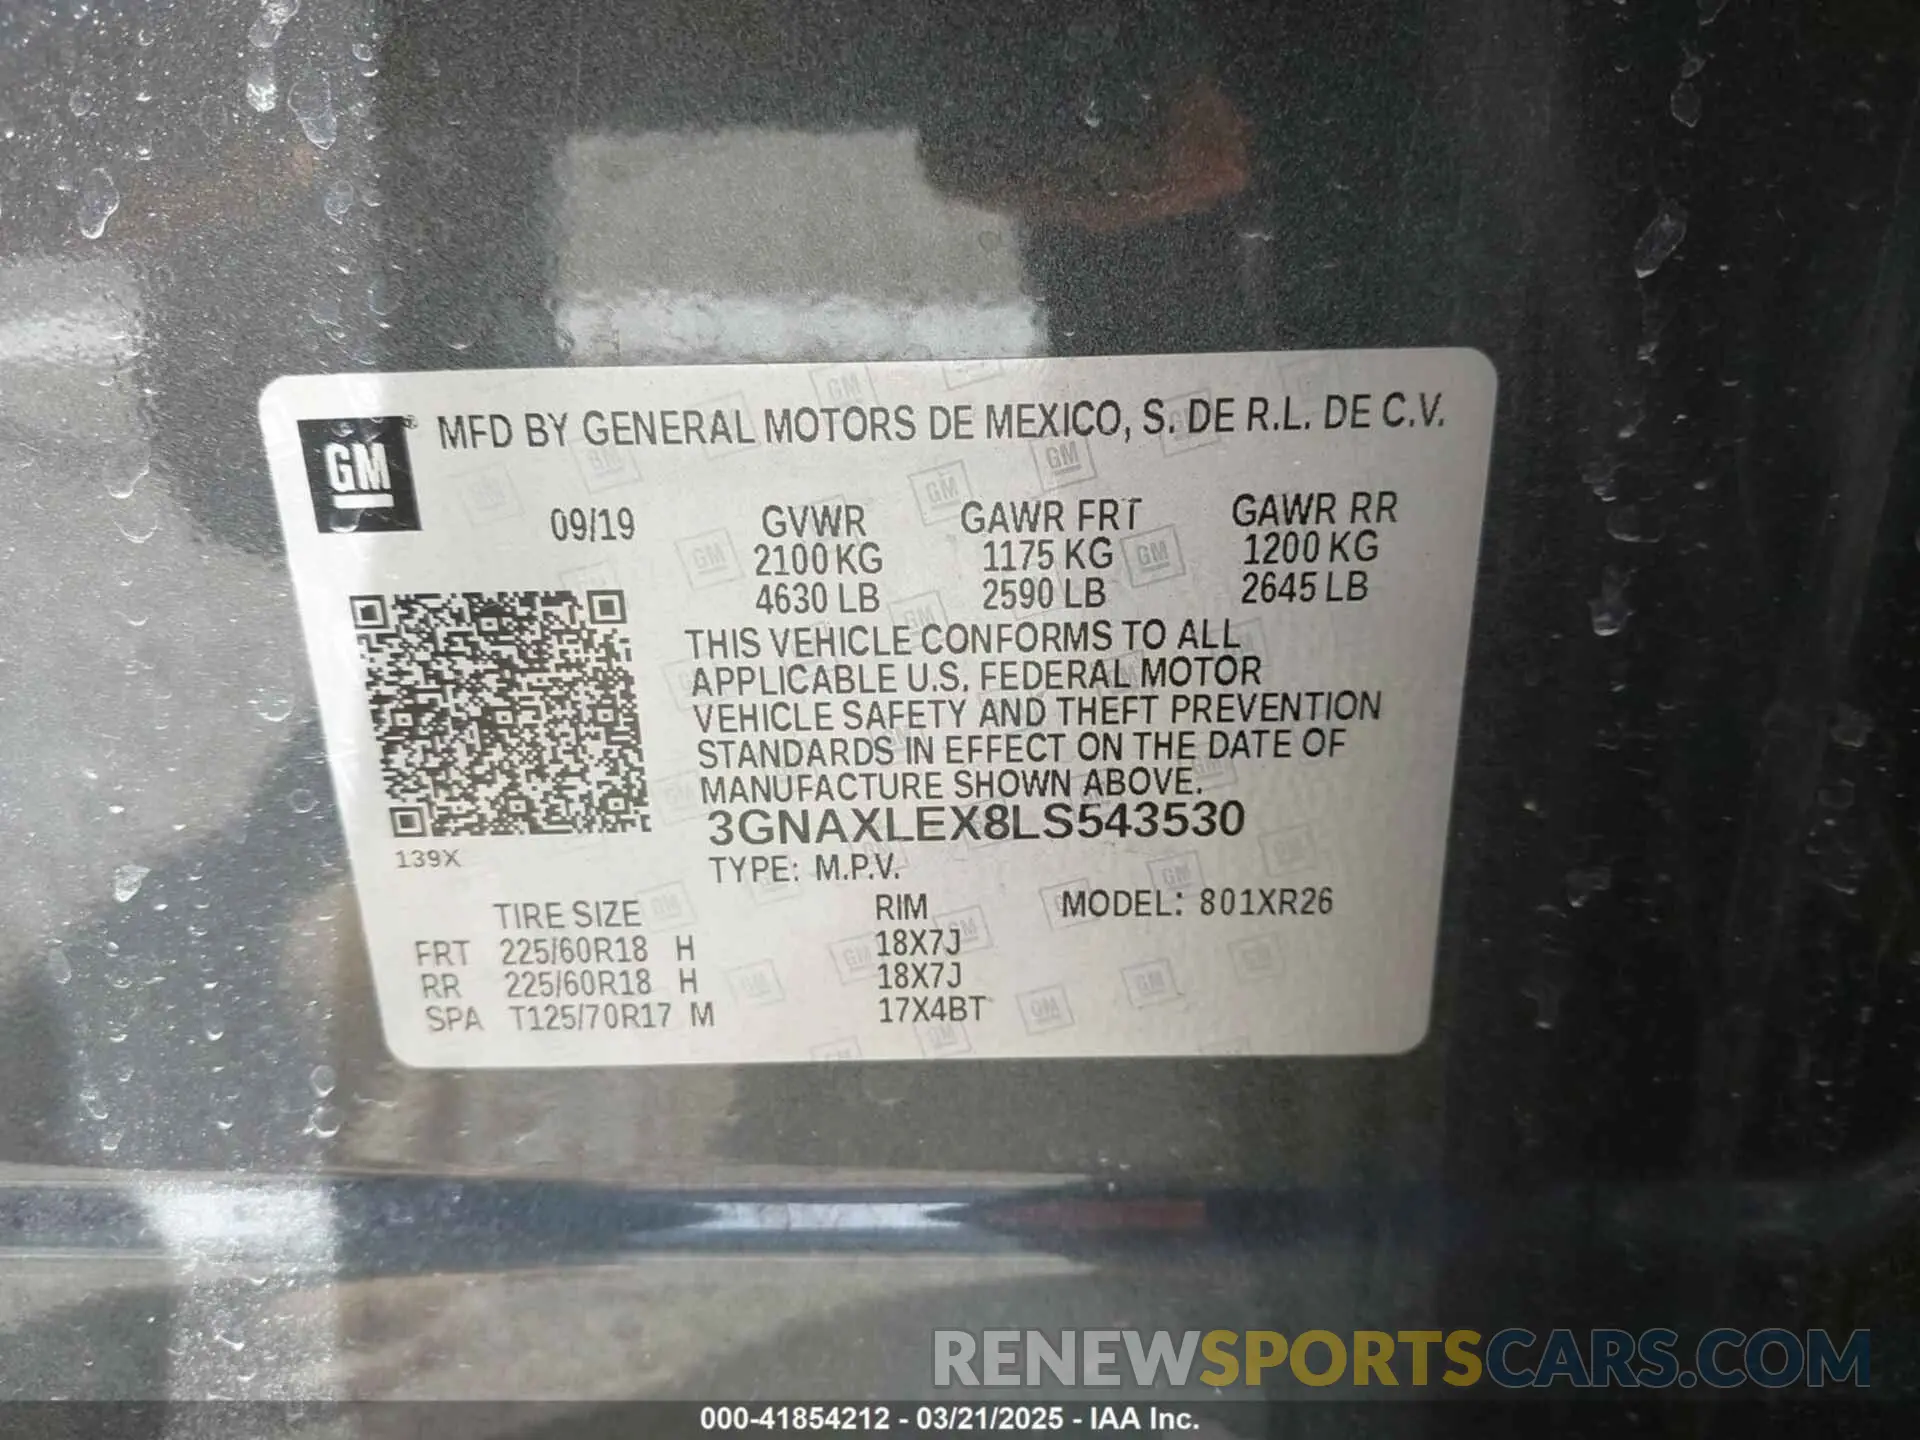 GM
MFD BY GENERAL MOTORS DE MEXICO, S. DE R.L. DE C.V.
09/19 GVWR GAWR FRT GAWR RR
2100 KG 1175 KG 1200 KG
4630 LB 2590 LB 2645 LB
THIS VEHICLE CONFORMS TO ALL
APPLICABLE U.S. FEDERAL MOTOR
VEHICLE SAFETY AND THEFT PREVENTION
STANDARDS IN EFFECT ON THE DATE OF
MANUFACTURE SHOWN ABOVE.
3GNAXLEX8LS543530
139X
TYPE: M.P.V.
TIRE SIZE RIM MODEL: 801XR26
FRT 225/60R18 H 18X7J
RR 225/60R18 H 18X7J
SPA T125/70R17 M 17X4BT
RENEWSPORTSCARS.COM
000-41854212 - 03/21/2025 - IAA Inc.